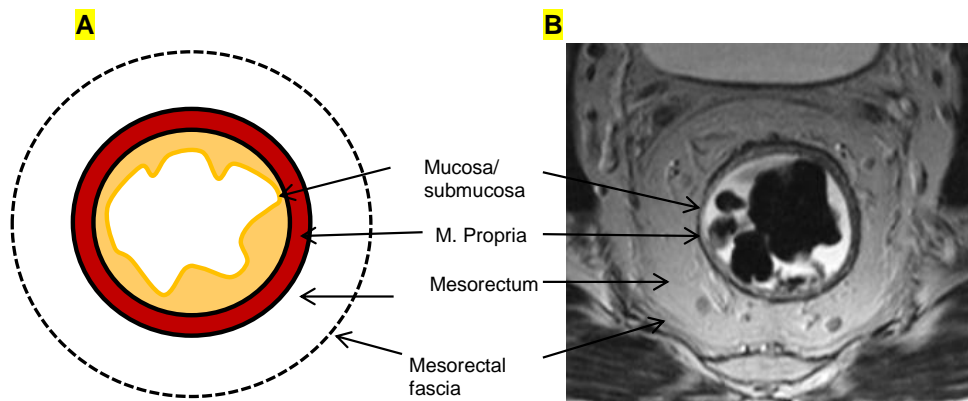 A
B
Mucosa/
submucosa
M. Propria
Mesorectum
Mesorectal
fascia